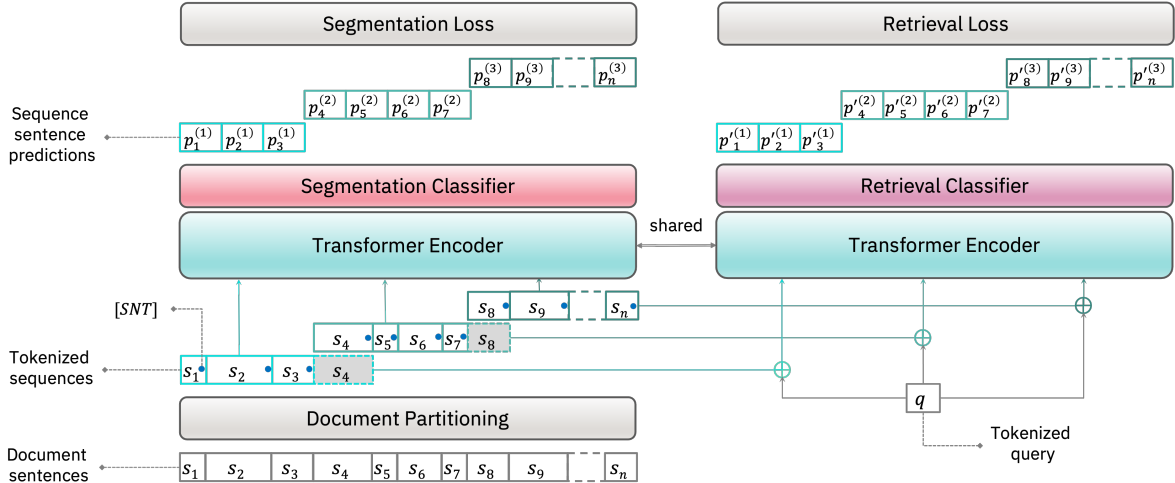 Segmentation Loss
Retrieval Loss
p₈⁽³⁾ p₉⁽³⁾ pₙ⁽³⁾
p′₈⁽³⁾ p′₉⁽³⁾ p′ₙ⁽³⁾
p₄⁽²⁾ p₅⁽²⁾ p₆⁽²⁾ p₇⁽²⁾
p′₄⁽²⁾ p′₅⁽²⁾ p′₆⁽²⁾ p′₇⁽²⁾
Sequence
sentence
predictions
p₁⁽¹⁾ p₂⁽¹⁾ p₃⁽¹⁾
p′₁⁽¹⁾ p′₂⁽¹⁾ p′₃⁽¹⁾
Segmentation Classifier
Retrieval Classifier
Transformer Encoder
shared
Transformer Encoder
[SNT]
s₈ s₉ sₙ
s₄ s₅ s₆ s₇ s₈
Tokenized
sequences
s₁ s₂ s₃ s₄
q
Document Partitioning
Tokenized
query
Document
sentences
s₁ s₂ s₃ s₄ s₅ s₆ s₇ s₈ s₉ sₙ